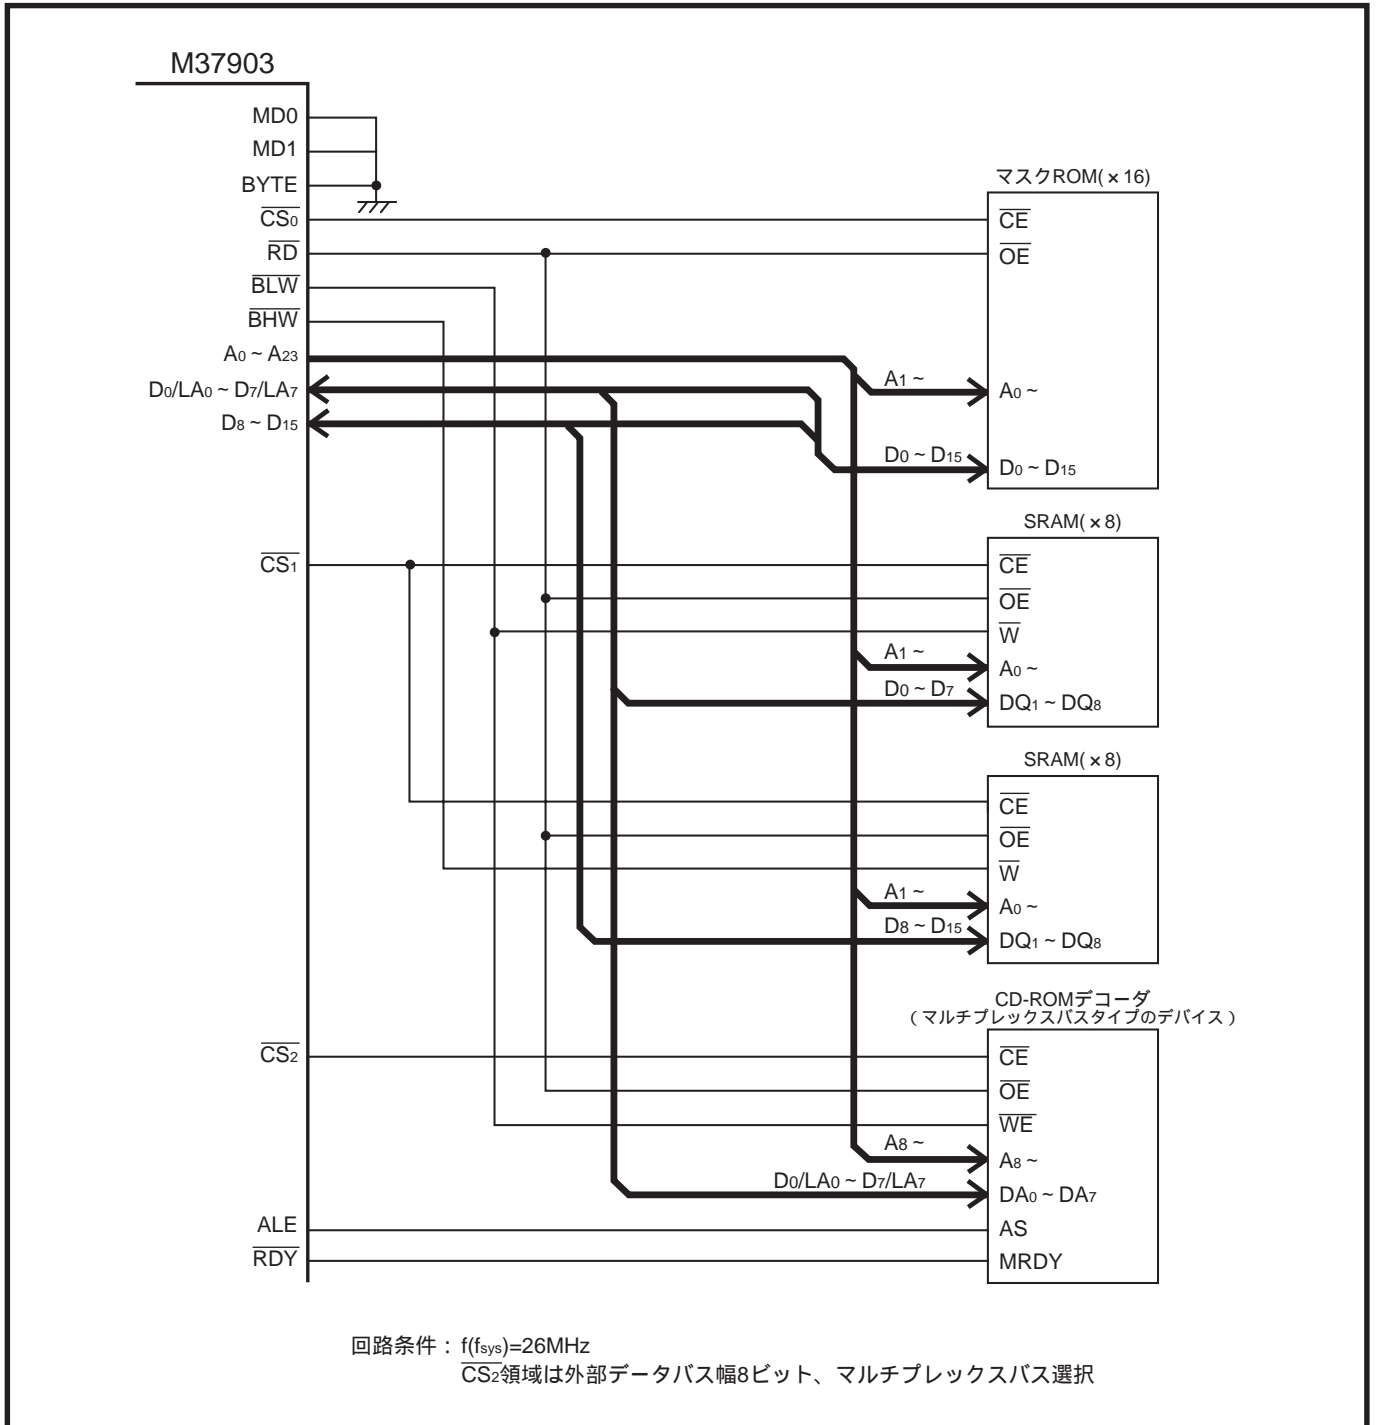 M37903
MD0
MD1
BYTE
CS0
RD
BLW
BHW
A0 ~ A23
D0/LA0 ~ D7/LA7
D8 ~ D15
CS1
CS2
ALE
RDY
マスクROM(×16)
CE
OE
A1 ~
A0 ~
D0 ~ D15
D0 ~ D15
SRAM(×8)
CE
OE
W
A1 ~
A0 ~
D0 ~ D7
DQ1 ~ DQ8
SRAM(×8)
CE
OE
W
A1 ~
A0 ~
D8 ~ D15
DQ1 ~ DQ8
CD-ROMデコーダ
(マルチプレックスバスタイプのデバイス)
CE
OE
WE
A8 ~
A8 ~
D0/LA0 ~ D7/LA7
DA0 ~ DA7
AS
MRDY
回路条件：f(fsys)=26MHz
CS2領域は外部データバス幅8ビット、マルチプレックスバス選択